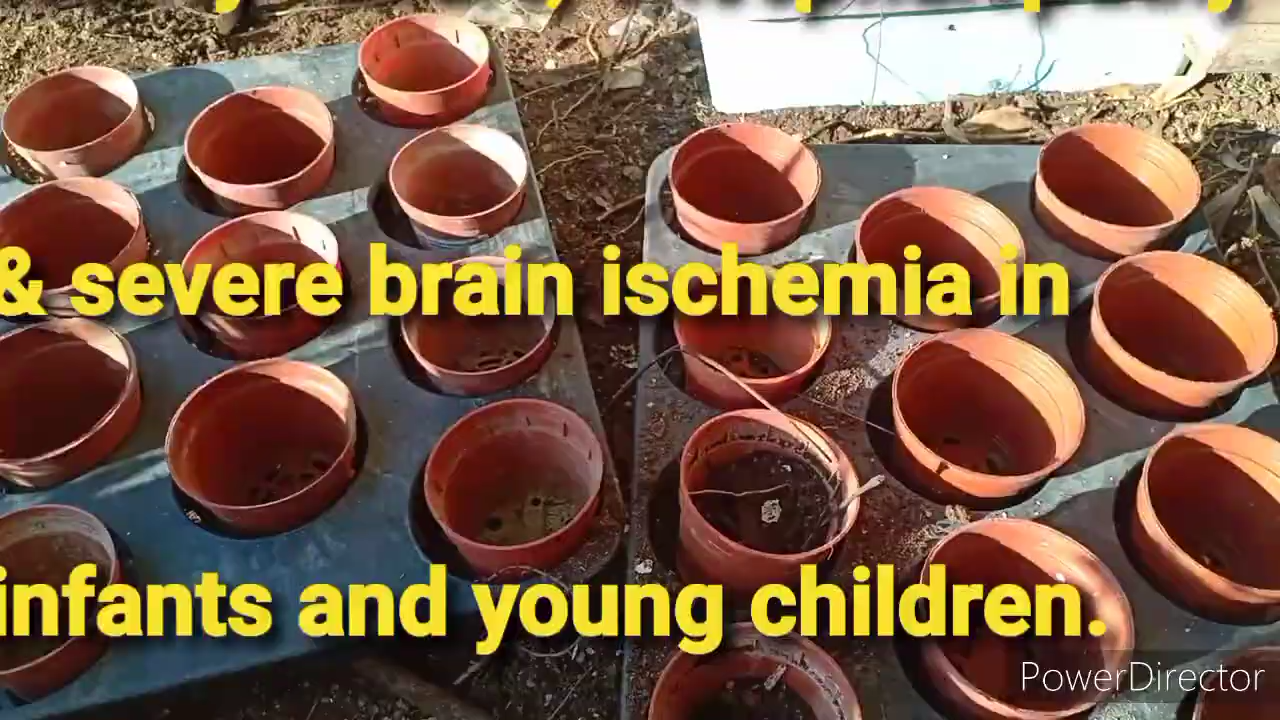 & severe brain ischemia in
infants and young children.
PowerDirector